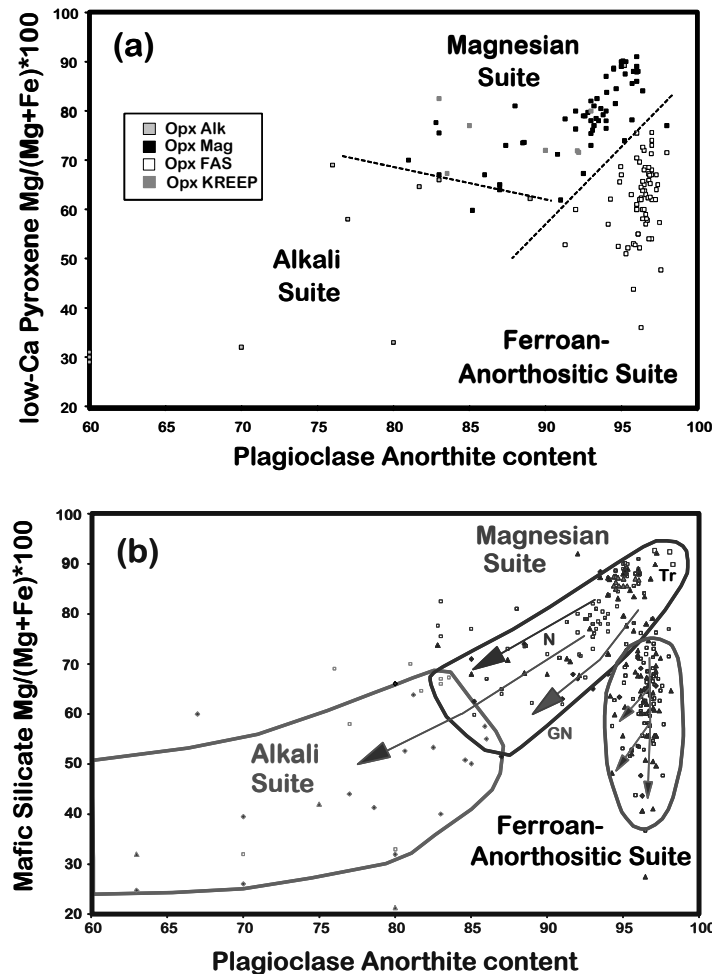 (a)
Magnesian
Suite
Opx Alk
Opx Mag
Opx FAS
Opx KREEP
Alkali
Suite
Ferroan-
Anorthositic Suite
low-Ca Pyroxene Mg/(Mg+Fe)*100
100
90
80
70
60
50
40
30
20
60
65
70
75
80
85
90
95
100
Plagioclase Anorthite content
(b)
Magnesian
Suite
Tr
N
GN
Alkali
Suite
Ferroan-
Anorthositic Suite
Mafic Silicate Mg/(Mg+Fe)*100
100
90
80
70
60
50
40
30
20
60
65
70
75
80
85
90
95
100
Plagioclase Anorthite content